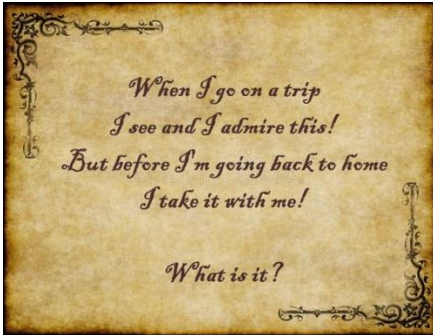 When I go on a trip
I see and I admire this!
But before I'm going back to home
I take it with me!
What is it?